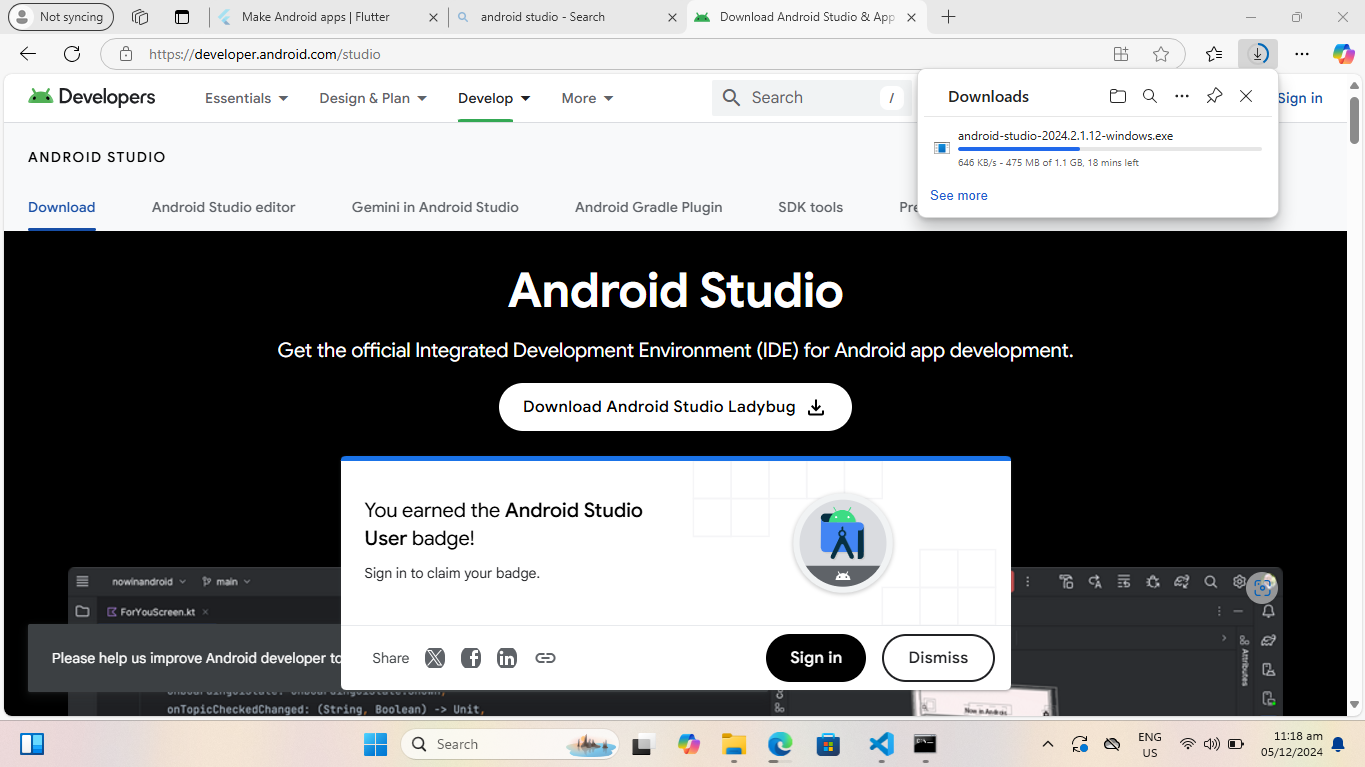 Not syncing
Make Android apps | Flutter
android studio - Search
Download Android Studio & App
https://developer.android.com/studio
Developers
Essentials
Design & Plan
Develop
More
Search
/
Sign in
Downloads
android-studio-2024.2.1.12-windows.exe
646 KB/s - 475 MB of 1.1 GB, 18 mins left
See more
ANDROID STUDIO
Download
Android Studio editor
Gemini in Android Studio
Android Gradle Plugin
SDK tools
Pre
Android Studio
Get the official Integrated Development Environment (IDE) for Android app development.
Download Android Studio Ladybug
You earned the Android Studio
User badge!
Sign in to claim your badge.
nowinandroid
main
ForYouScreen.kt
Attributes
Please help us improve Android developer to
Share
Sign in
Dismiss
onTopicCheckedChanged: (String, Boolean) -> Unit,
Now in Android
Search
ENG
US
11:18 am
05/12/2024